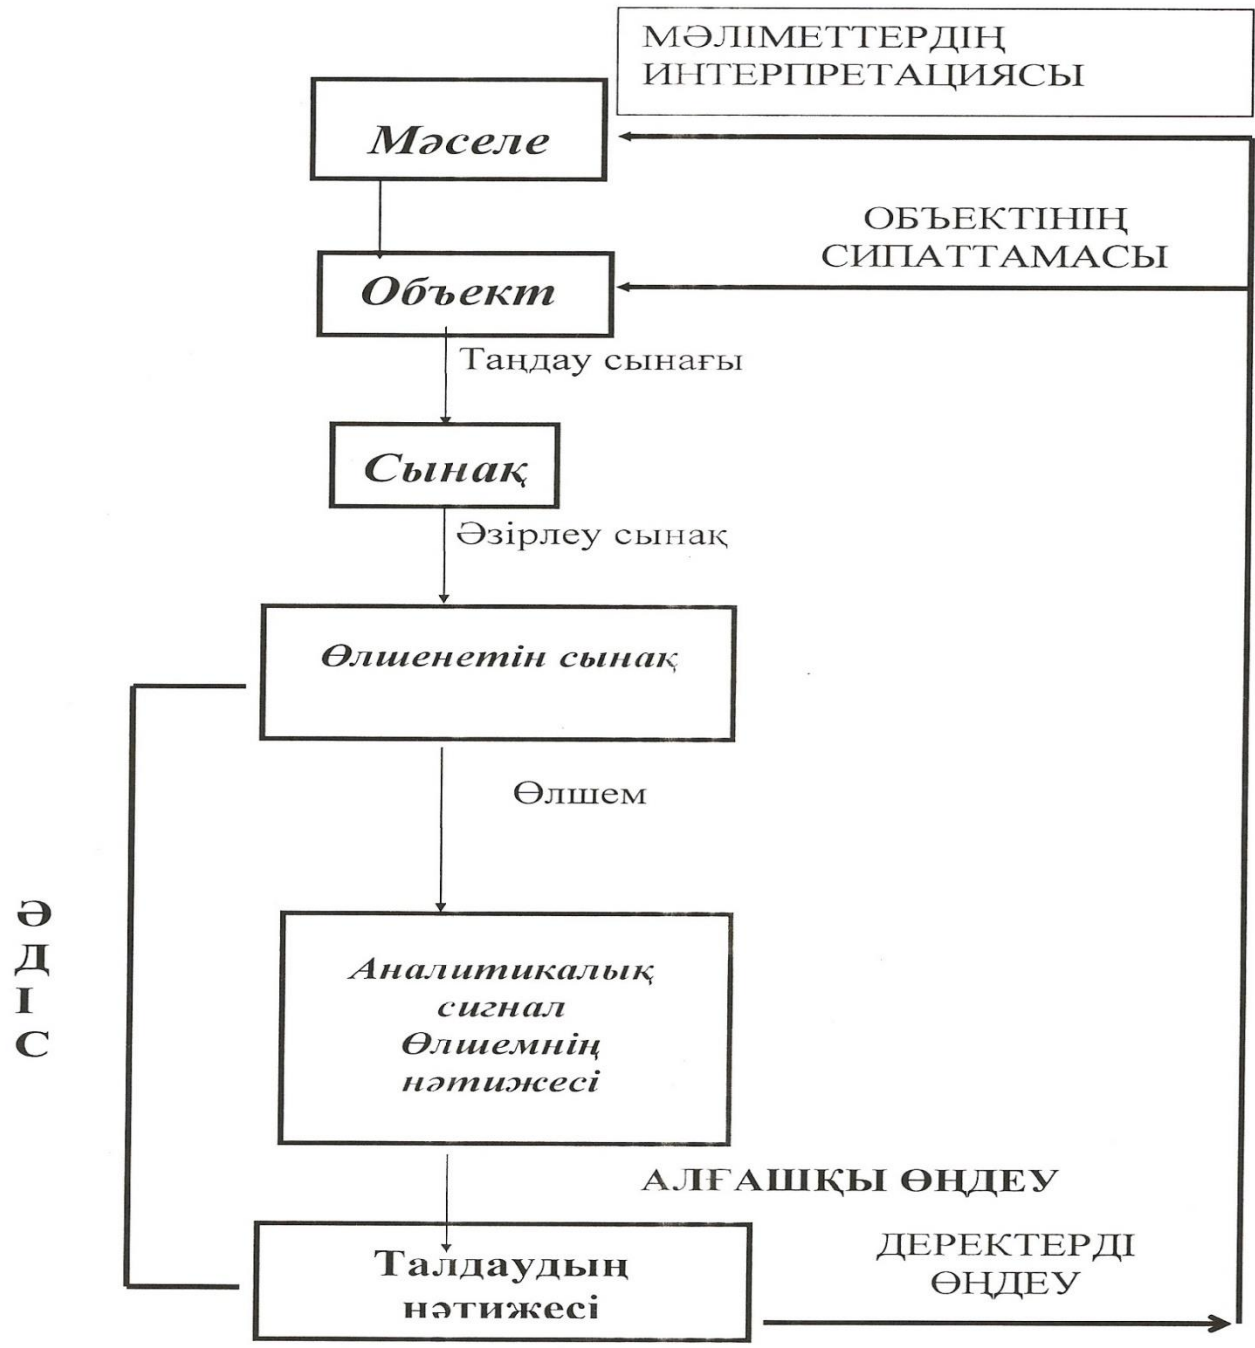 МӘЛІМЕТТЕРДІҢ
ИНТЕРПРЕТАЦИЯСЫ
Мәселе
ОБЪЕКТІНІҢ
СИПАТТАМАСЫ
Объект
Таңдау сынағы
Сынақ
Әзірлеу сынақ
Өлшенетін сынақ
Өлшем
Ә
Д
І
С
Аналитикалық
сигнал
Өлшемнің
нәтижесі
АЛҒАШҚЫ ӨҢДЕУ
Талдаудың
нәтижесі
ДЕРЕКТЕРДІ
ӨҢДЕУ